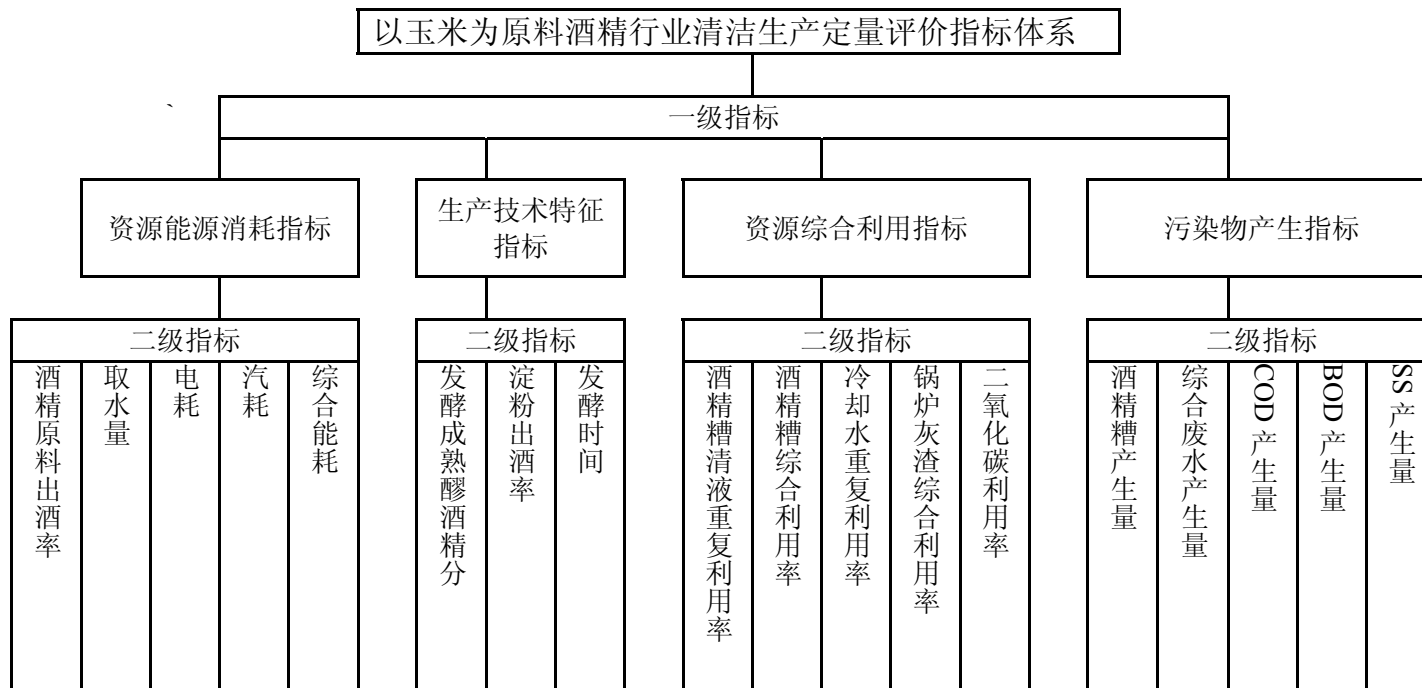 以玉米为原料酒精行业清洁生产定量评价指标体系
、
一级指标
资源能源消耗指标
生产技术特征
指标
资源综合利用指标
污染物产生指标
二级指标
酒精原料出酒率
取水量
电耗
汽耗
综合能耗
二级指标
发酵成熟醪酒精分
淀粉出酒率
发酵时间
二级指标
酒精糟清液重复利用率
酒精糟综合利用率
冷却水重复利用率
锅炉灰渣综合利用率
二氧化碳利用率
二级指标
酒精糟产生量
综合废水产生量
COD 产生量
BOD 产生量
SS 产生量